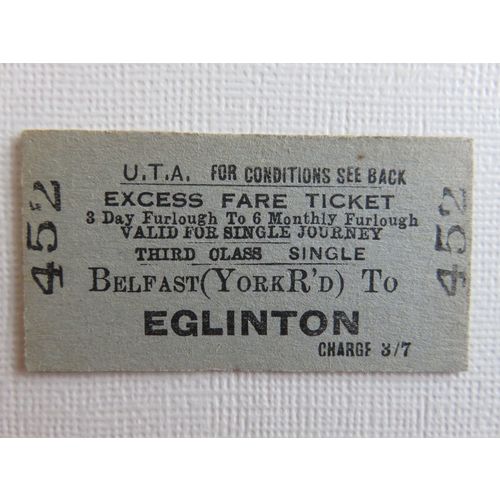 U.T.A. FOR CONDITIONS SEE BACK
EXCESS FARE TICKET
3 Day Furlough To 6 Monthly Furlough
VALID FOR SINGLE JOURNEY
THIRD CLASS SINGLE
BELFAST (YORK R'D) TO
EGLINTON
CHARGE 3/7
452
452